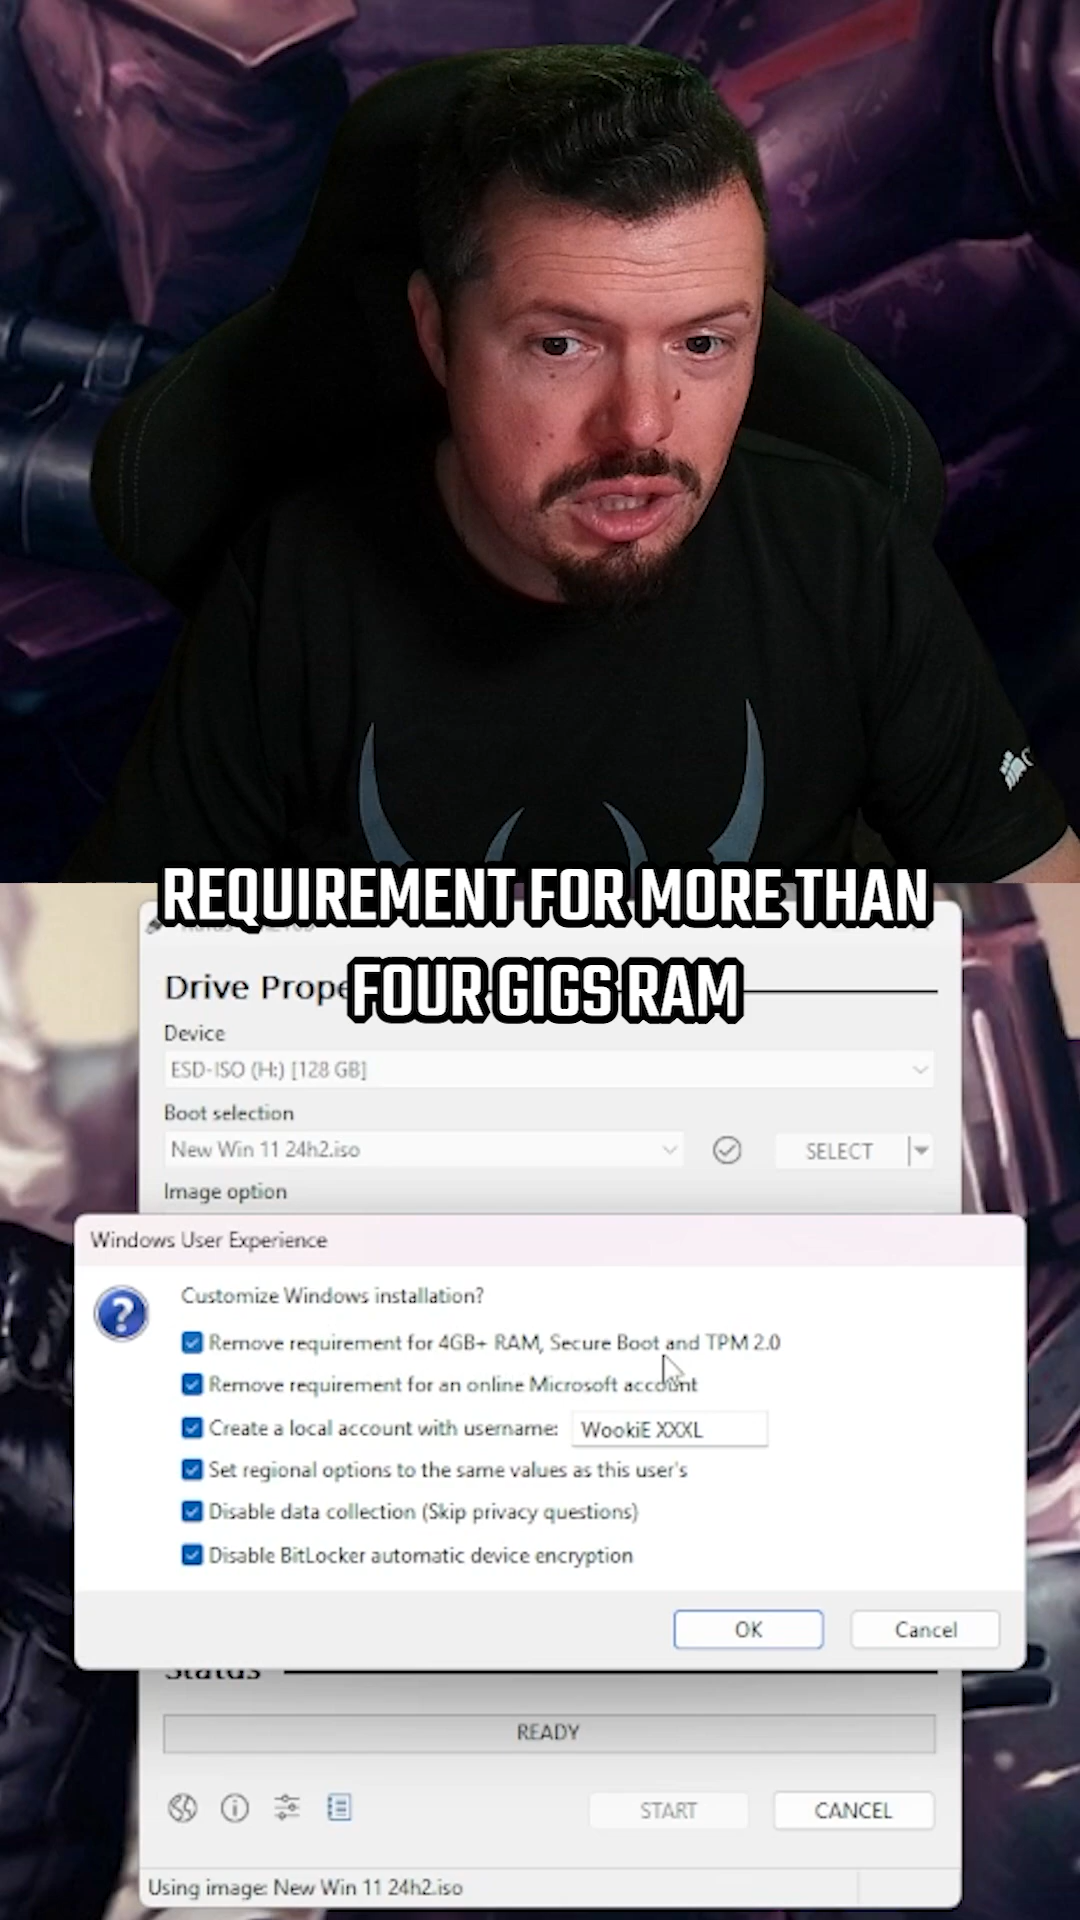 REQUIREMENT FOR MORE THAN
FOUR GIGS RAM
Drive Prope
Device
ESD-ISO (H:) [128 GB]
Boot selection
New Win 11 24h2.iso
SELECT
Image option
Windows User Experience
Customize Windows installation?
Remove requirement for 4GB+ RAM, Secure Boot and TPM 2.0
Remove requirement for an online Microsoft account
Create a local account with username: WookiE XXXL
Set regional options to the same values as this user's
Disable data collection (Skip privacy questions)
Disable BitLocker automatic device encryption
OK Cancel
Status
READY
START CANCEL
Using image: New Win 11 24h2.iso